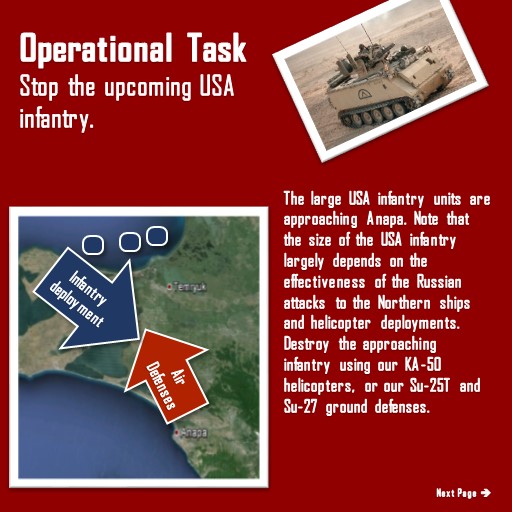 Operational Task
Stop the upcoming USA
infantry.
The large USA infantry units are
approaching Anapa. Note that
the size of the USA infantry
largely depends on the
effectiveness of the Russian
attacks to the Northern ships
and helicopter deployments.
Destroy the approaching
infantry using our KA-50
helicopters, or our Su-25T and
Su-27 ground defenses.
Infantry
deployment
Temryuk
Air
Defenses
Anapa
Next Page